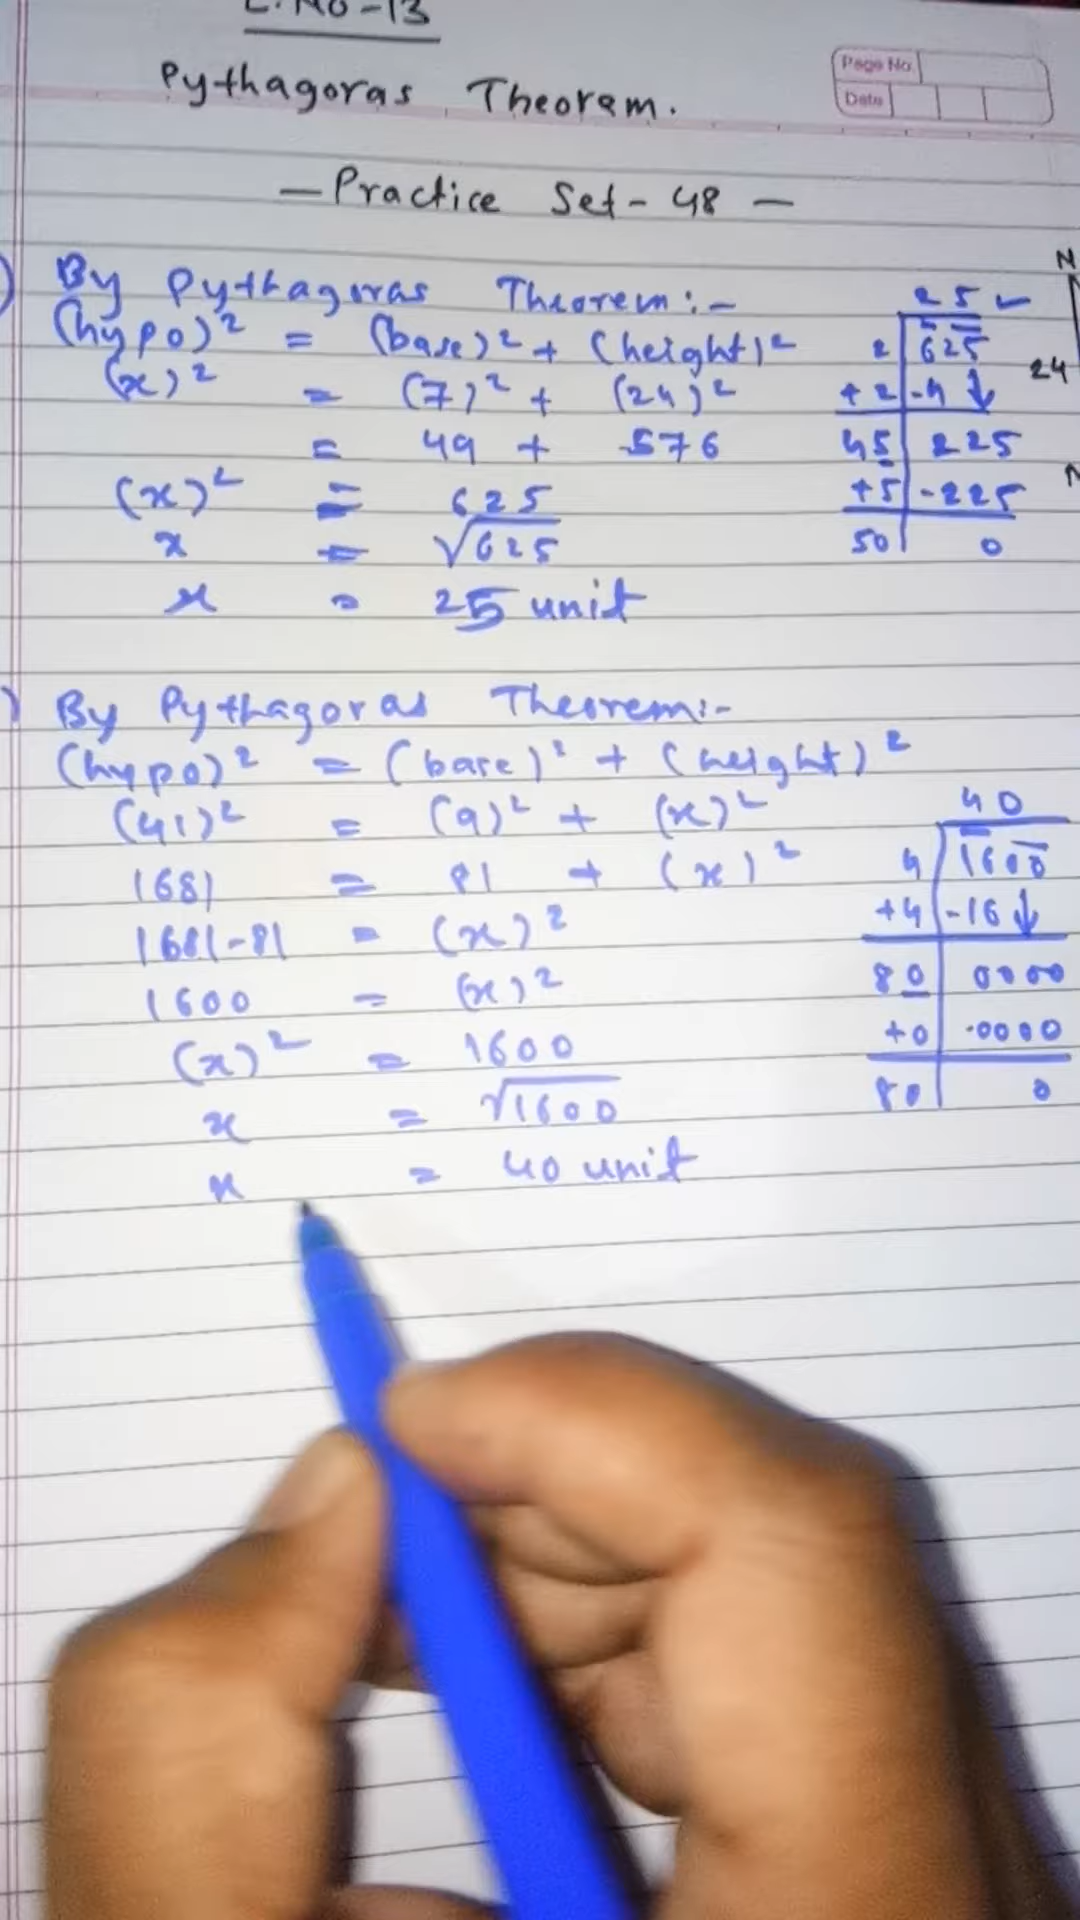 L. No - 13
Pythagoras Theoram.
Page No.
Date
- Practice Set - 48 -
By Pythagoras Theorem:-
(hypo)² = (base)² + (height)²
(x)² = (7)² + (24)²
= 49 + 576
(x)² = 625
x = √625
x = 25 unit
25
2 625
+2 -4 ↓
45 225
+5 -225
50 0
N
24
By Pythagoras Theorem:-
(hypo)² = (base)² + (height)²
(41)² = (9)² + (x)²
1681 = 81 + (x)²
1681-81 = (x)²
1600 = (x)²
(x)² = 1600
x = √1600
x = 40 unit
40
4 1600
+4 -16 ↓
80 0000
+0 -0000
80 0